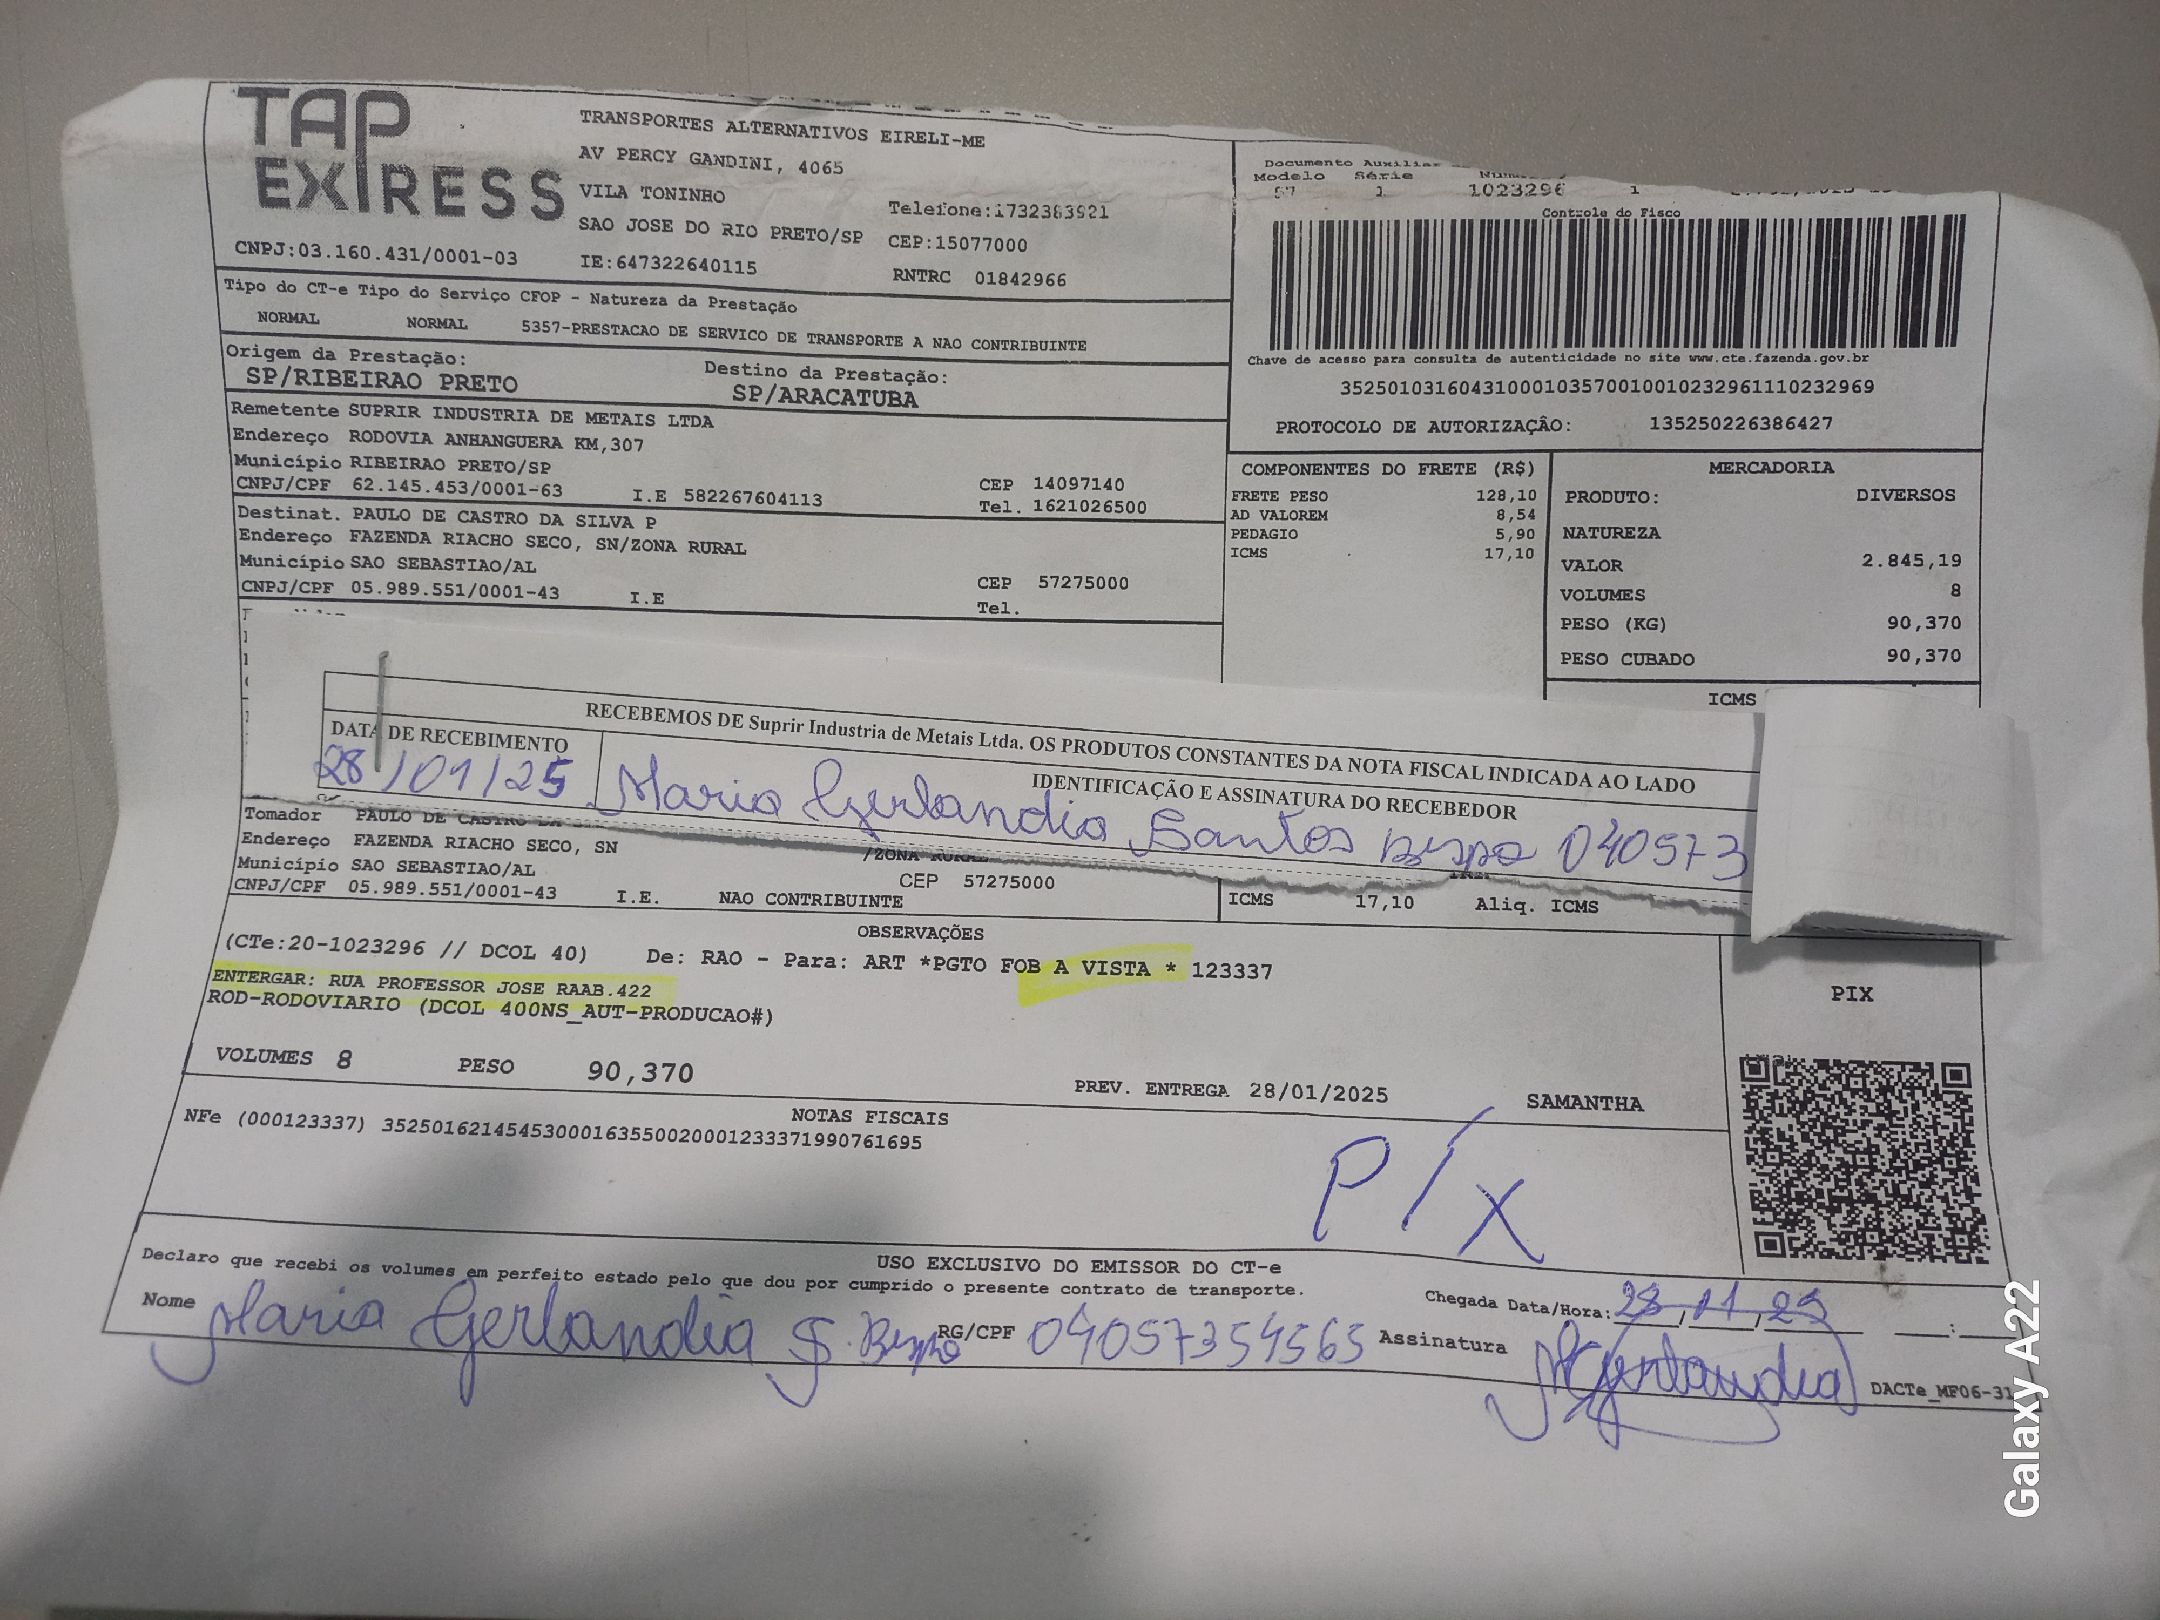 TAP
EXPRESS
TRANSPORTES ALTERNATIVOS EIRELI-ME
AV PERCY GANDINI, 4065
VILA TONINHO
Telefone:1732383921
SAO JOSE DO RIO PRETO/SP CEP:15077000
CNPJ:03.160.431/0001-03 IE:647322640115 RNTRC 01842966
Documento Auxiliar
Modelo Série
57 1 1023296 1
Controle do Fisco
Chave de acesso para consulta de autenticidade no site www.cte.fazenda.gov.br
35250103160431000103570010010232961110232969
PROTOCOLO DE AUTORIZAÇÃO: 135250226386427
Tipo do CT-e Tipo do Serviço CFOP - Natureza da Prestação
NORMAL NORMAL 5357-PRESTACAO DE SERVICO DE TRANSPORTE A NAO CONTRIBUINTE
Origem da Prestação: Destino da Prestação:
SP/RIBEIRAO PRETO SP/ARACATUBA
Remetente SUPRIR INDUSTRIA DE METAIS LTDA
Endereço RODOVIA ANHANGUERA KM,307
Município RIBEIRAO PRETO/SP CEP 14097140
CNPJ/CPF 62.145.453/0001-63 I.E 582267604113 Tel. 1621026500
Destinat. PAULO DE CASTRO DA SILVA P
Endereço FAZENDA RIACHO SECO, SN/ZONA RURAL
Município SAO SEBASTIAO/AL CEP 57275000
CNPJ/CPF 05.989.551/0001-43 I.E Tel.
COMPONENTES DO FRETE (R$)
FRETE PESO 128,10
AD VALOREM 8,54
PEDAGIO 5,90
ICMS 17,10
MERCADORIA
PRODUTO: DIVERSOS
NATUREZA
VALOR 2.845,19
VOLUMES 8
PESO (KG) 90,370
PESO CUBADO 90,370
ICMS
RECEBEMOS DE Suprir Industria de Metais Ltda. OS PRODUTOS CONSTANTES DA NOTA FISCAL INDICADA AO LADO
DATA DE RECEBIMENTO IDENTIFICAÇÃO E ASSINATURA DO RECEBEDOR
28/01/25 Maria Gerlandia Santos Bispo 040573
Tomador PAULO DE CASTRO DA
Endereço FAZENDA RIACHO SECO, SN /ZONA RURAL
Município SAO SEBASTIAO/AL CEP 57275000
CNPJ/CPF 05.989.551/0001-43 I.E. NAO CONTRIBUINTE
ICMS 17,10 Aliq. ICMS
OBSERVAÇÕES
(CTe:20-1023296 // DCOL 40) De: RAO - Para: ART *PGTO FOB A VISTA * 123337
ENTERGAR: RUA PROFESSOR JOSE RAAB.422
ROD-RODOVIARIO (DCOL 400NS_AUT-PRODUCAO#)
VOLUMES 8 PESO 90,370 PREV. ENTREGA 28/01/2025 SAMANTHA
PIX
NOTAS FISCAIS
NFe (000123337) 35250162145453000163550020001233371990761695
PIX
USO EXCLUSIVO DO EMISSOR DO CT-e
Declaro que recebi os volumes em perfeito estado pelo que dou por cumprido o presente contrato de transporte.
Chegada Data/Hora: 28/11/25 :
Nome Maria Gerlandia S. Bispo RG/CPF 04057354565 Assinatura MGerlandia
DACTe_MF06-31
Galaxy A22